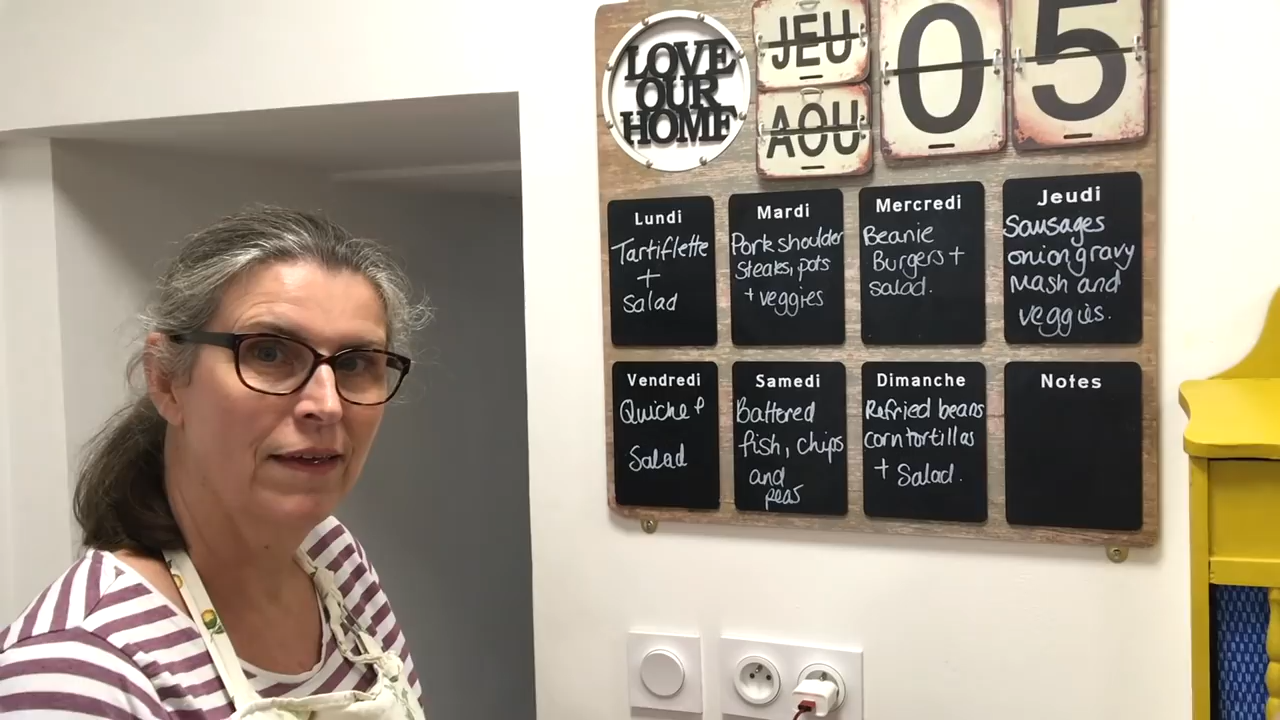 LOVE
OUR
HOME
JEU
AOU
05
Lundi
Tartiflette
+
salad
Mardi
Pork shoulder
steaks, pots
+ veggies
Mercredi
Beanie
Burgers +
salad.
Jeudi
Sausages
onion gravy
mash and
veggies.
Vendredi
Quiche +
Salad
Samedi
Battered
fish, chips
and
peas
Dimanche
Refried beans
corn tortillas
+ Salad.
Notes